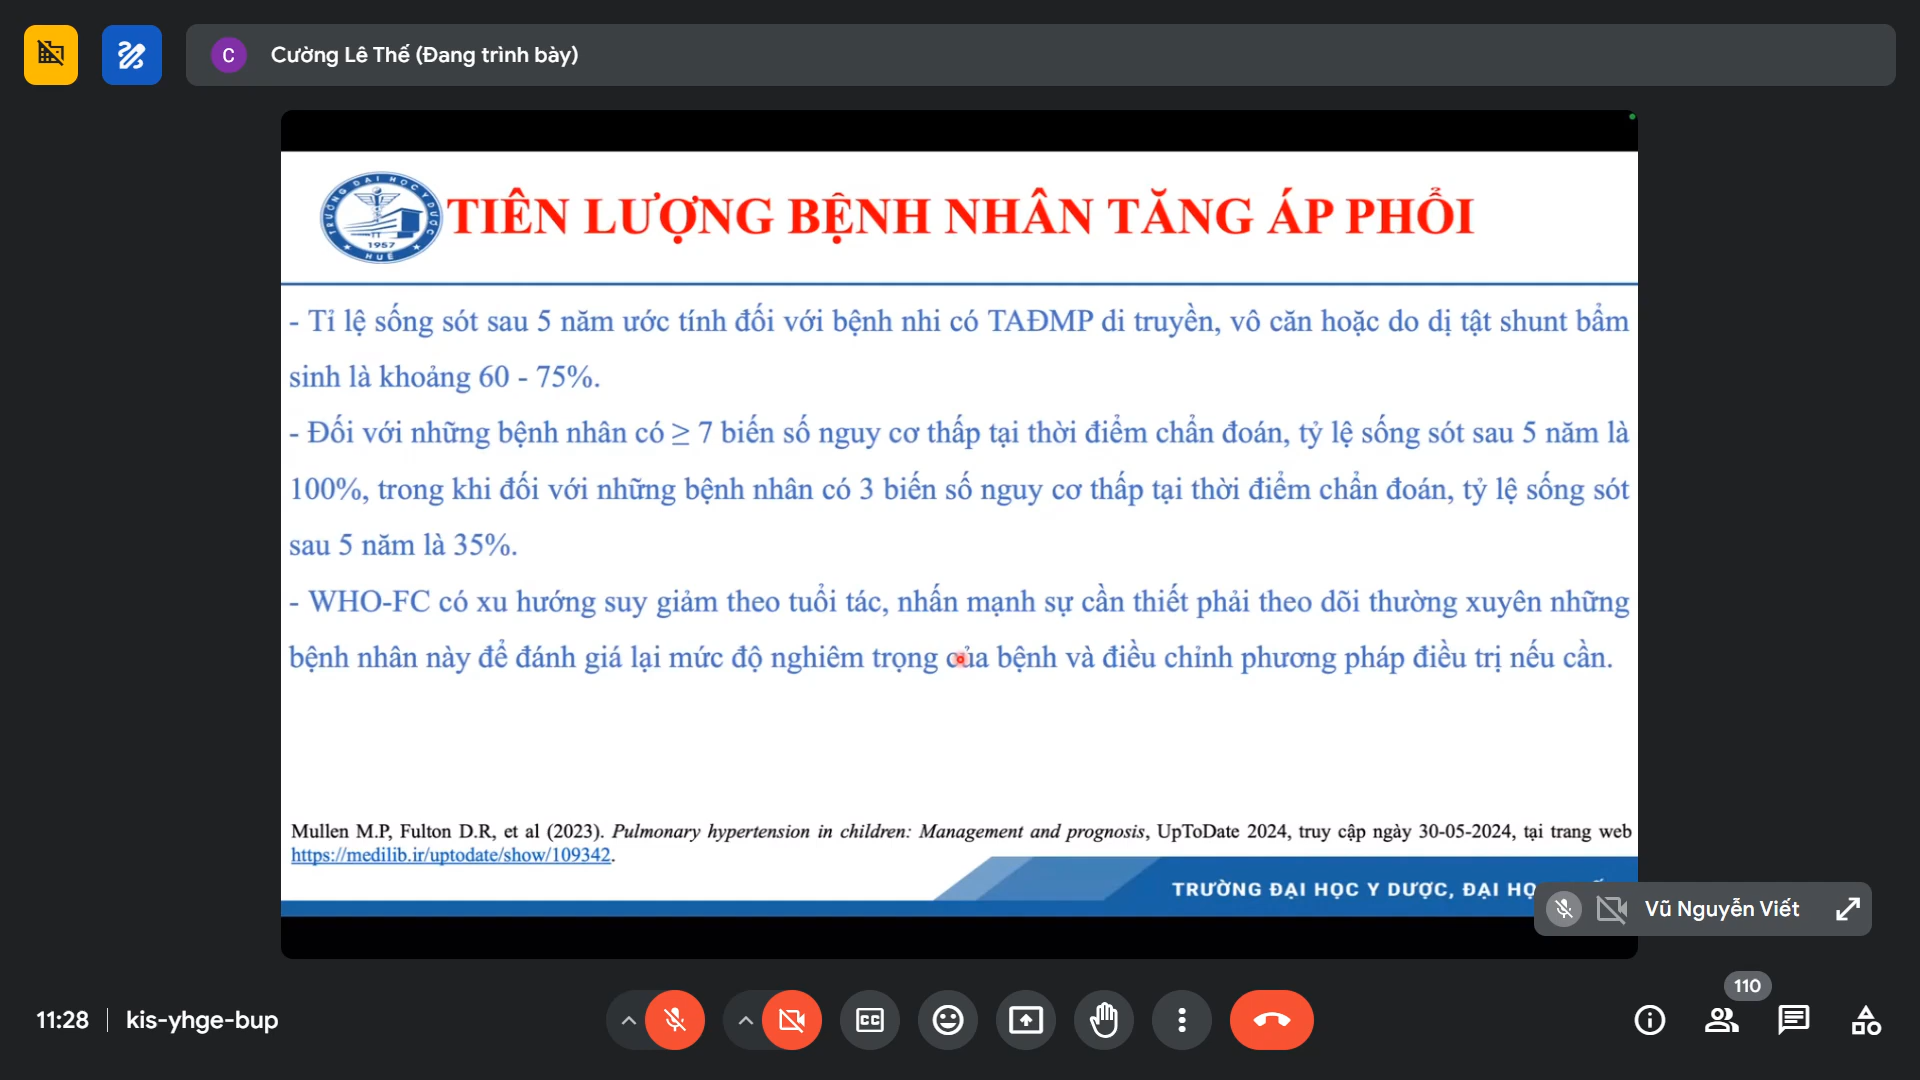 C Cường Lê Thế (Đang trình bày)
TRƯỜNG ĐẠI HỌC Y DƯỢC
1957
HUẾ
TIÊN LƯỢNG BỆNH NHÂN TĂNG ÁP PHỔI
- Tỉ lệ sống sót sau 5 năm ước tính đối với bệnh nhi có TAĐMP di truyền, vô căn hoặc do dị tật shunt bẩm
sinh là khoảng 60 - 75%.
- Đối với những bệnh nhân có ≥ 7 biến số nguy cơ thấp tại thời điểm chẩn đoán, tỷ lệ sống sót sau 5 năm là
100%, trong khi đối với những bệnh nhân có 3 biến số nguy cơ thấp tại thời điểm chẩn đoán, tỷ lệ sống sót
sau 5 năm là 35%.
- WHO-FC có xu hướng suy giảm theo tuổi tác, nhấn mạnh sự cần thiết phải theo dõi thường xuyên những
bệnh nhân này để đánh giá lại mức độ nghiêm trọng của bệnh và điều chỉnh phương pháp điều trị nếu cần.
Mullen M.P, Fulton D.R, et al (2023). Pulmonary hypertension in children: Management and prognosis, UpToDate 2024, truy cập ngày 30-05-2024, tại trang web
https://medilib.ir/uptodate/show/109342.
TRƯỜNG ĐẠI HỌC Y DƯỢC, ĐẠI HỌ
Vũ Nguyễn Viết
110
11:28 | kis-yhge-bup
CC